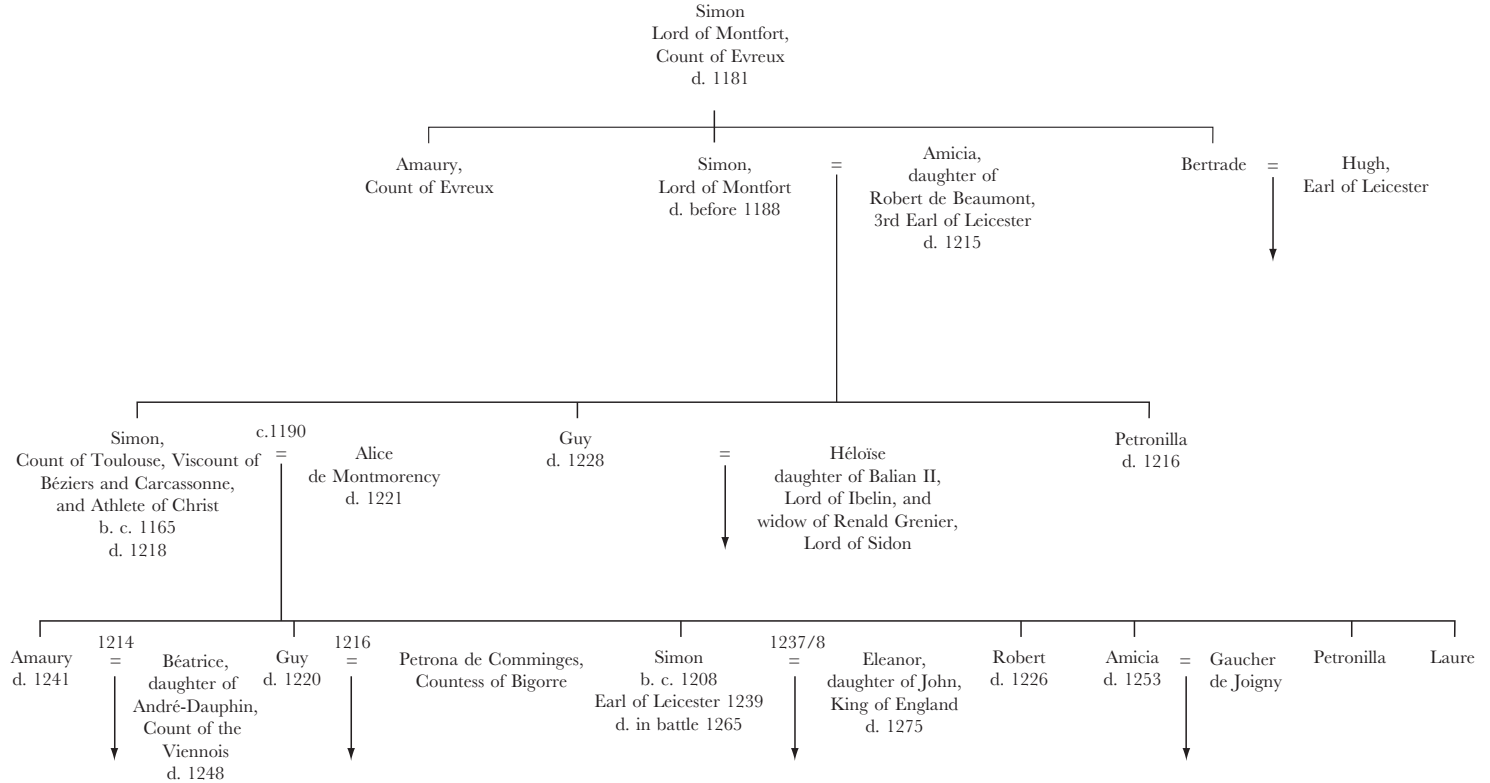 Simon
Lord of Montfort,
Count of Evreux
d. 1181
Amaury,
Count of Evreux
Simon,
Lord of Montfort
d. before 1188
=
Amicia,
daughter of
Robert de Beaumont,
3rd Earl of Leicester
d. 1215
Bertrade
=
Hugh,
Earl of Leicester
Simon,
Count of Toulouse, Viscount of
Béziers and Carcassonne,
and Athlete of Christ
b. c. 1165
d. 1218
c.1190
=
Alice
de Montmorency
d. 1221
Guy
d. 1228
=
Héloïse
daughter of Balian II,
Lord of Ibelin, and
widow of Renald Grenier,
Lord of Sidon
Petronilla
d. 1216
Amaury
d. 1241
1214
=
Béatrice,
daughter of
André-Dauphin,
Count of the
Viennois
d. 1248
Guy
d. 1220
1216
=
Petrona de Comminges,
Countess of Bigorre
Simon
b. c. 1208
Earl of Leicester 1239
d. in battle 1265
1237/8
=
Eleanor,
daughter of John,
King of England
d. 1275
Robert
d. 1226
Amicia
d. 1253
=
Gaucher
de Joigny
Petronilla
Laure